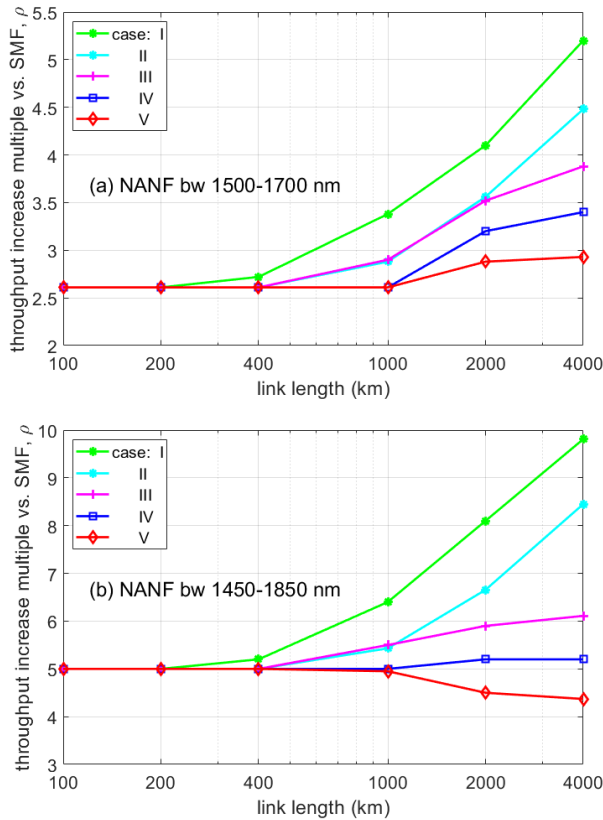 throughput increase multiple vs. SMF, ρ
5.5
5
4.5
4
3.5
3
2.5
2
case: I
II
III
IV
V
(a) NANF bw 1500-1700 nm
100 200 400 1000 2000 4000
link length (km)
throughput increase multiple vs. SMF, ρ
10
9
8
7
6
5
4
3
case: I
II
III
IV
V
(b) NANF bw 1450-1850 nm
100 200 400 1000 2000 4000
link length (km)